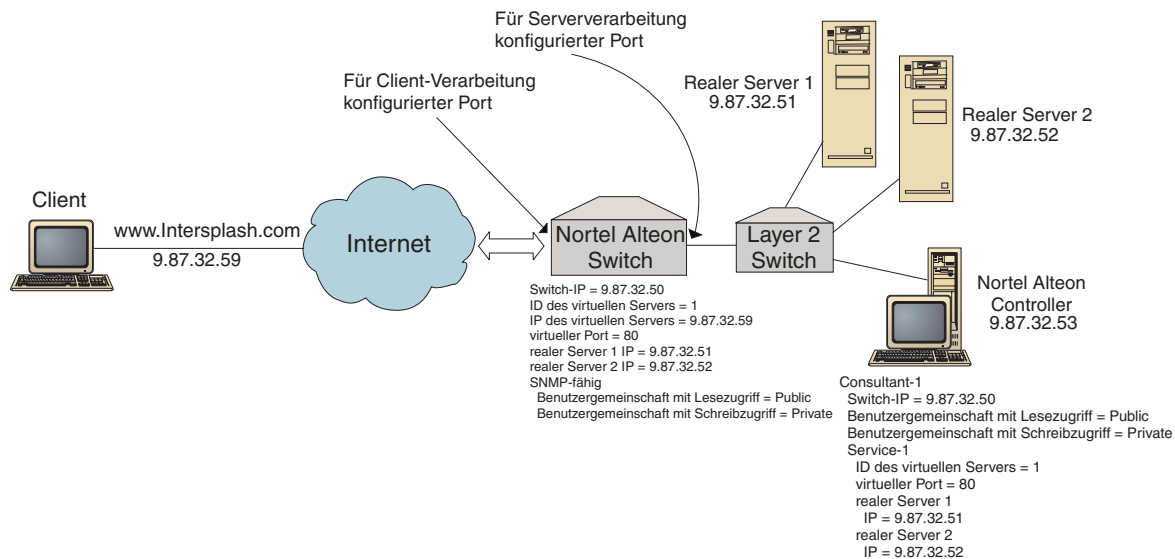 Für Serververarbeitung
konfigurierter Port
Für Client-Verarbeitung
konfigurierter Port
Realer Server 1
9.87.32.51
Realer Server 2
9.87.32.52
Client
www.Intersplash.com
9.87.32.59
Internet
Nortel Alteon
Switch
Layer 2
Switch
Nortel Alteon
Controller
9.87.32.53
Switch-IP = 9.87.32.50
ID des virtuellen Servers = 1
IP des virtuellen Servers = 9.87.32.59
virtueller Port = 80
realer Server 1 IP = 9.87.32.51
realer Server 2 IP = 9.87.32.52
SNMP-fähig
Benutzergemeinschaft mit Lesezugriff = Public
Benutzergemeinschaft mit Schreibzugriff = Private
Consultant-1
Switch-IP = 9.87.32.50
Benutzergemeinschaft mit Lesezugriff = Public
Benutzergemeinschaft mit Schreibzugriff = Private
Service-1
ID des virtuellen Servers = 1
virtueller Port = 80
realer Server 1
IP = 9.87.32.51
realer Server 2
IP = 9.87.32.52